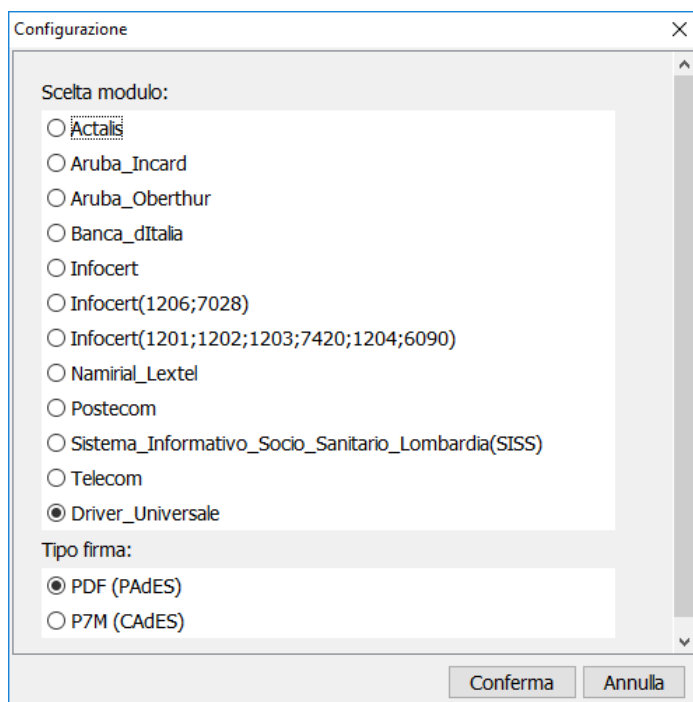 Configurazione
Scelta modulo:
Actalis
Aruba_Incard
Aruba_Oberthur
Banca_dItalia
Infocert
Infocert(1206;7028)
Infocert(1201;1202;1203;7420;1204;6090)
Namirial_Lextel
Postecom
Sistema_Informativo_Socio_Sanitario_Lombardia(SISS)
Telecom
Driver_Universale
Tipo firma:
PDF (PAdES)
P7M (CAdES)
Conferma Annulla